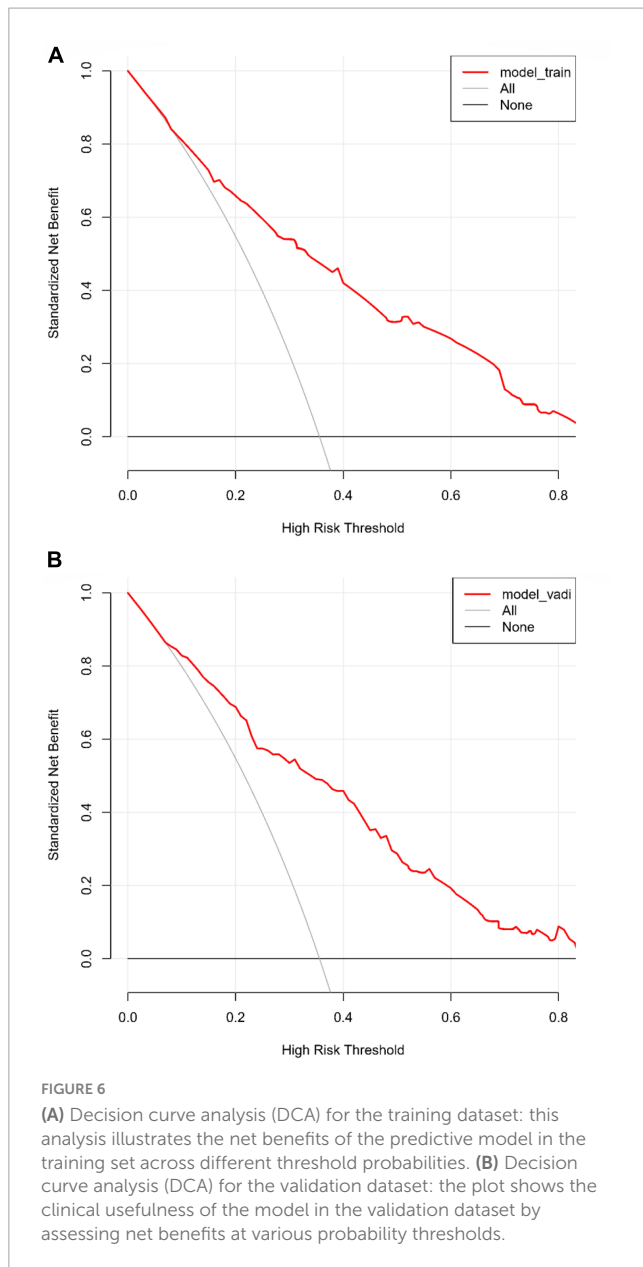 A
model_train
All
None
1.0
0.8
0.6
0.4
0.2
0.0
Standardized Net Benefit
0.0 0.2 0.4 0.6 0.8
High Risk Threshold
B
model_vadi
All
None
1.0
0.8
0.6
0.4
0.2
0.0
Standardized Net Benefit
0.0 0.2 0.4 0.6 0.8
High Risk Threshold
FIGURE 6
(A) Decision curve analysis (DCA) for the training dataset: this
analysis illustrates the net benefits of the predictive model in the
training set across different threshold probabilities. (B) Decision
curve analysis (DCA) for the validation dataset: the plot shows the
clinical usefulness of the model in the validation dataset by
assessing net benefits at various probability thresholds.